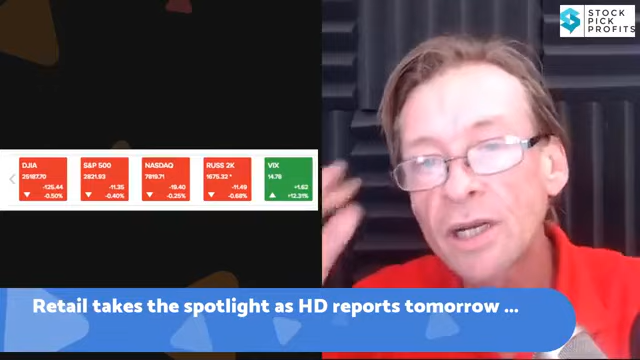 STOCK
PICK
PROFITS
DJIA
25187.70
-125.44
-0.50%
S&P 500
2821.93
-11.35
-0.40%
NASDAQ
7819.71
-19.40
-0.25%
RUSS 2K
1675.32 *
-11.49
-0.68%
VIX
14.78
+1.62
+12.31%
Retail takes the spotlight as HD reports tomorrow ...